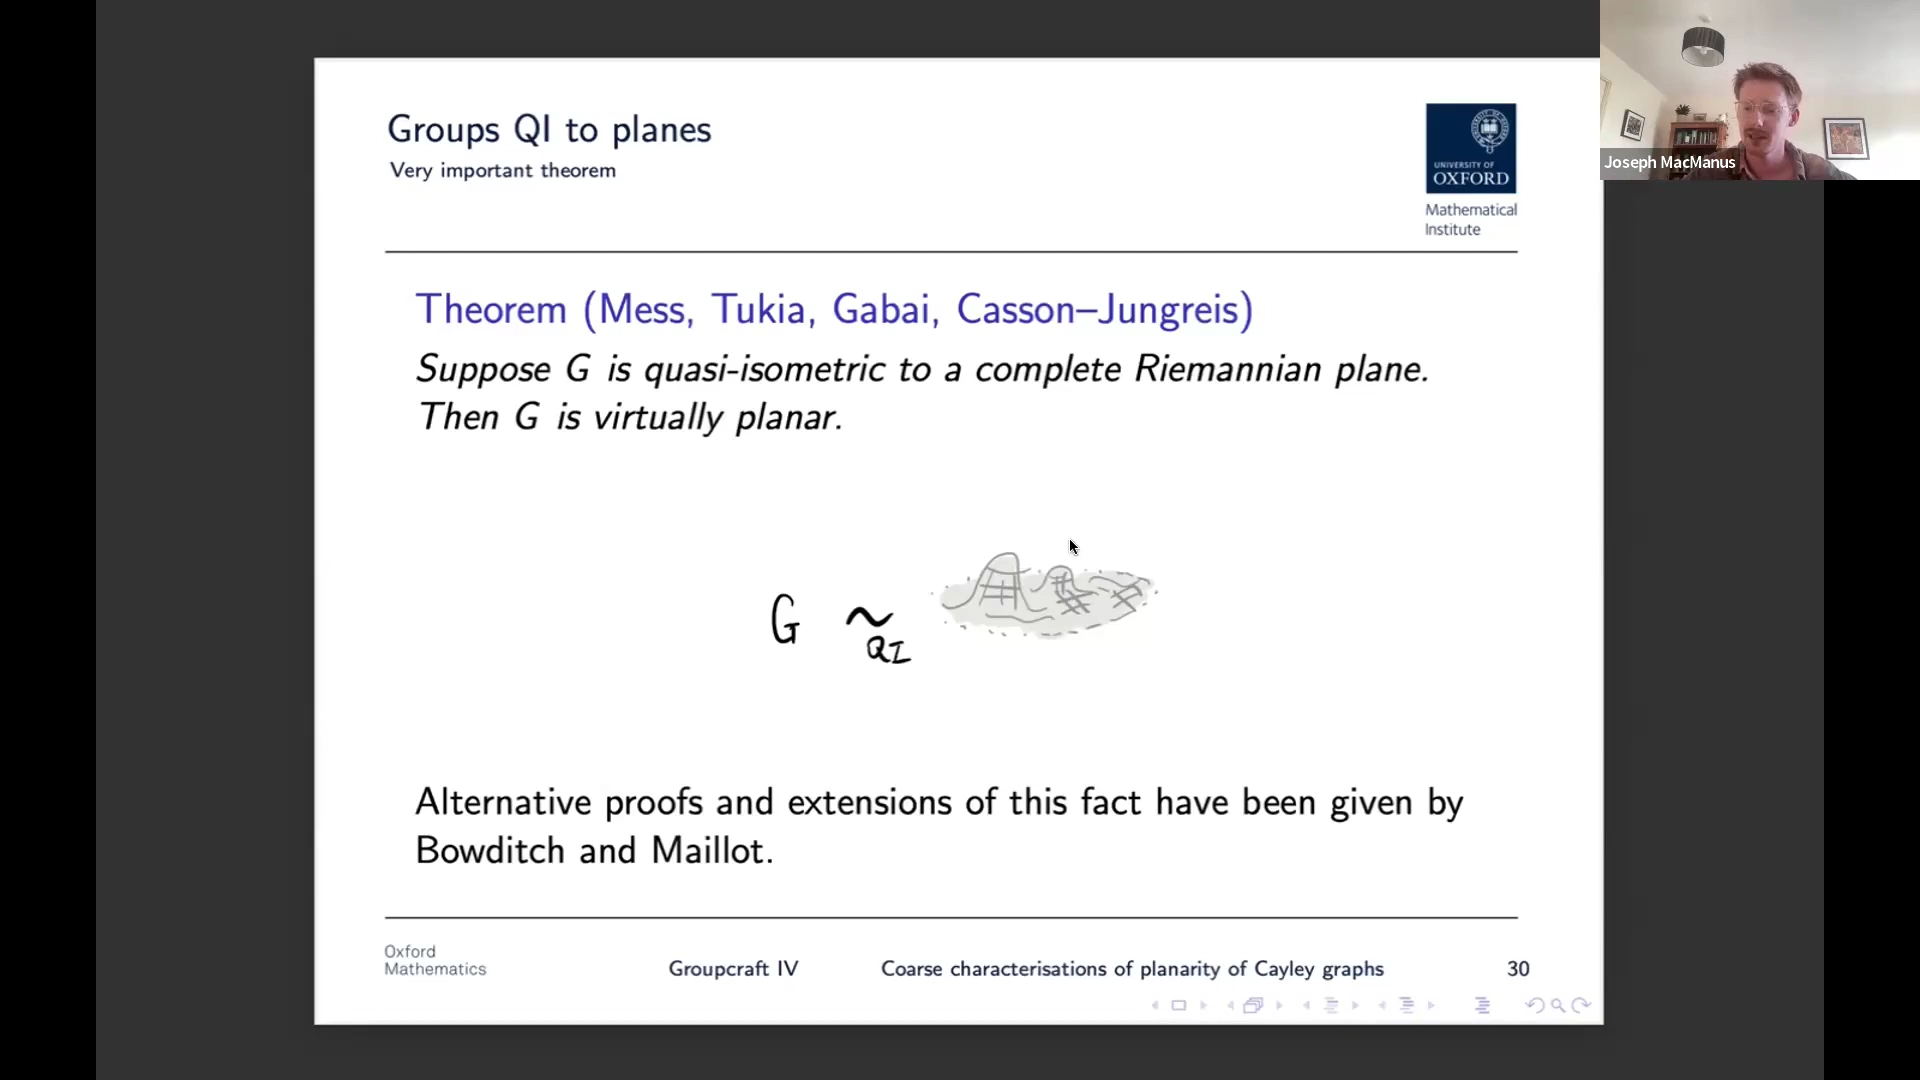 Groups QI to planes
Very important theorem
UNIVERSITY OF
OXFORD
Mathematical
Institute
Joseph MacManus
Theorem (Mess, Tukia, Gabai, Casson–Jungreis)
Suppose G is quasi-isometric to a complete Riemannian plane.
Then G is virtually planar.
G ~
QI
Alternative proofs and extensions of this fact have been given by
Bowditch and Maillot.
Oxford
Mathematics
Groupcraft IV Coarse characterisations of planarity of Cayley graphs 30